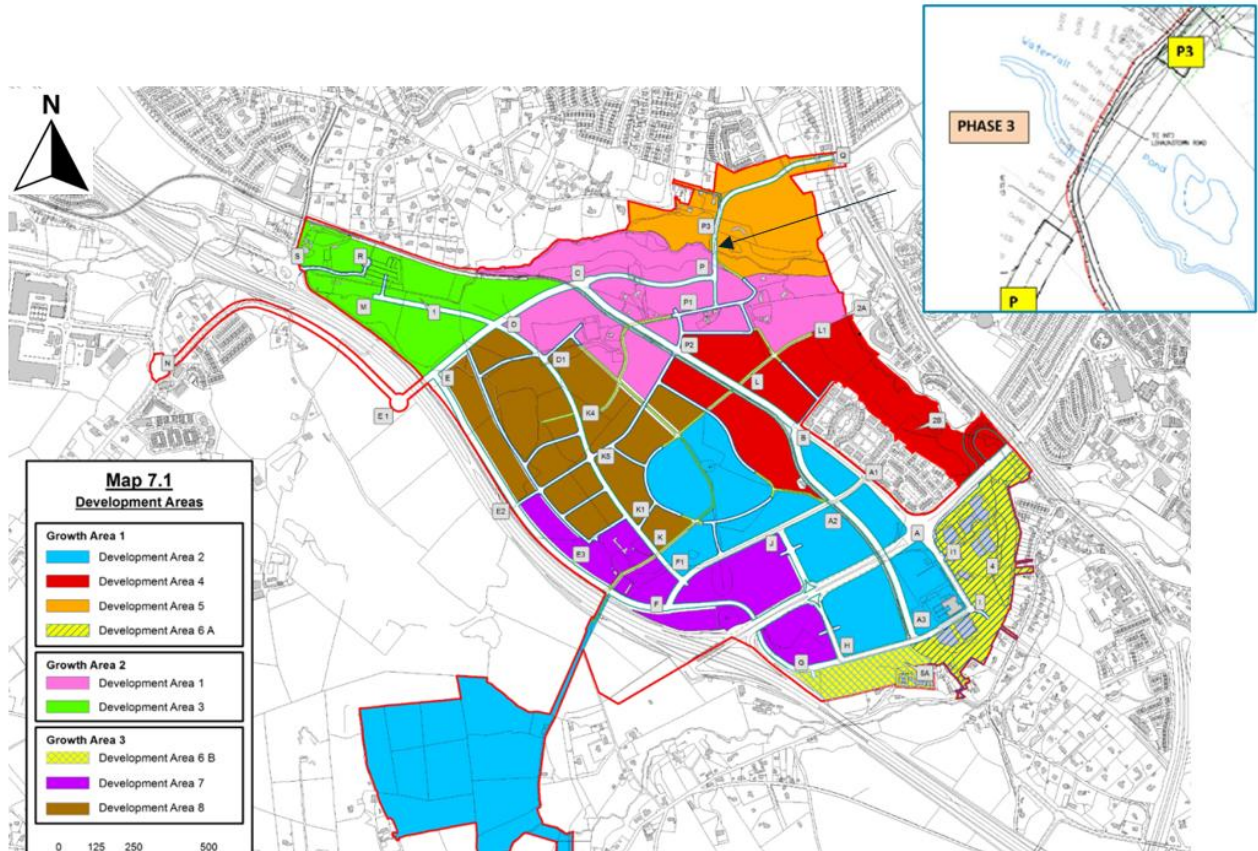 P3
Waterfall
PHASE 3
Pond
P
N
Q
P3
S
R
C
P
M
1
P1
2A
D
L1
P2
N
D1
E
L
E 1
K4
2B
B
K5
A1
E2
K1
A2
K
J
A
E3
F1
I1
4
F
I
A3
H
G
Map 7.1
Development Areas
Growth Area 1
Development Area 2
Development Area 4
Development Area 5
Development Area 6 A
Growth Area 2
Development Area 1
Development Area 3
Growth Area 3
Development Area 6 B
Development Area 7
Development Area 8
0 125 250 500